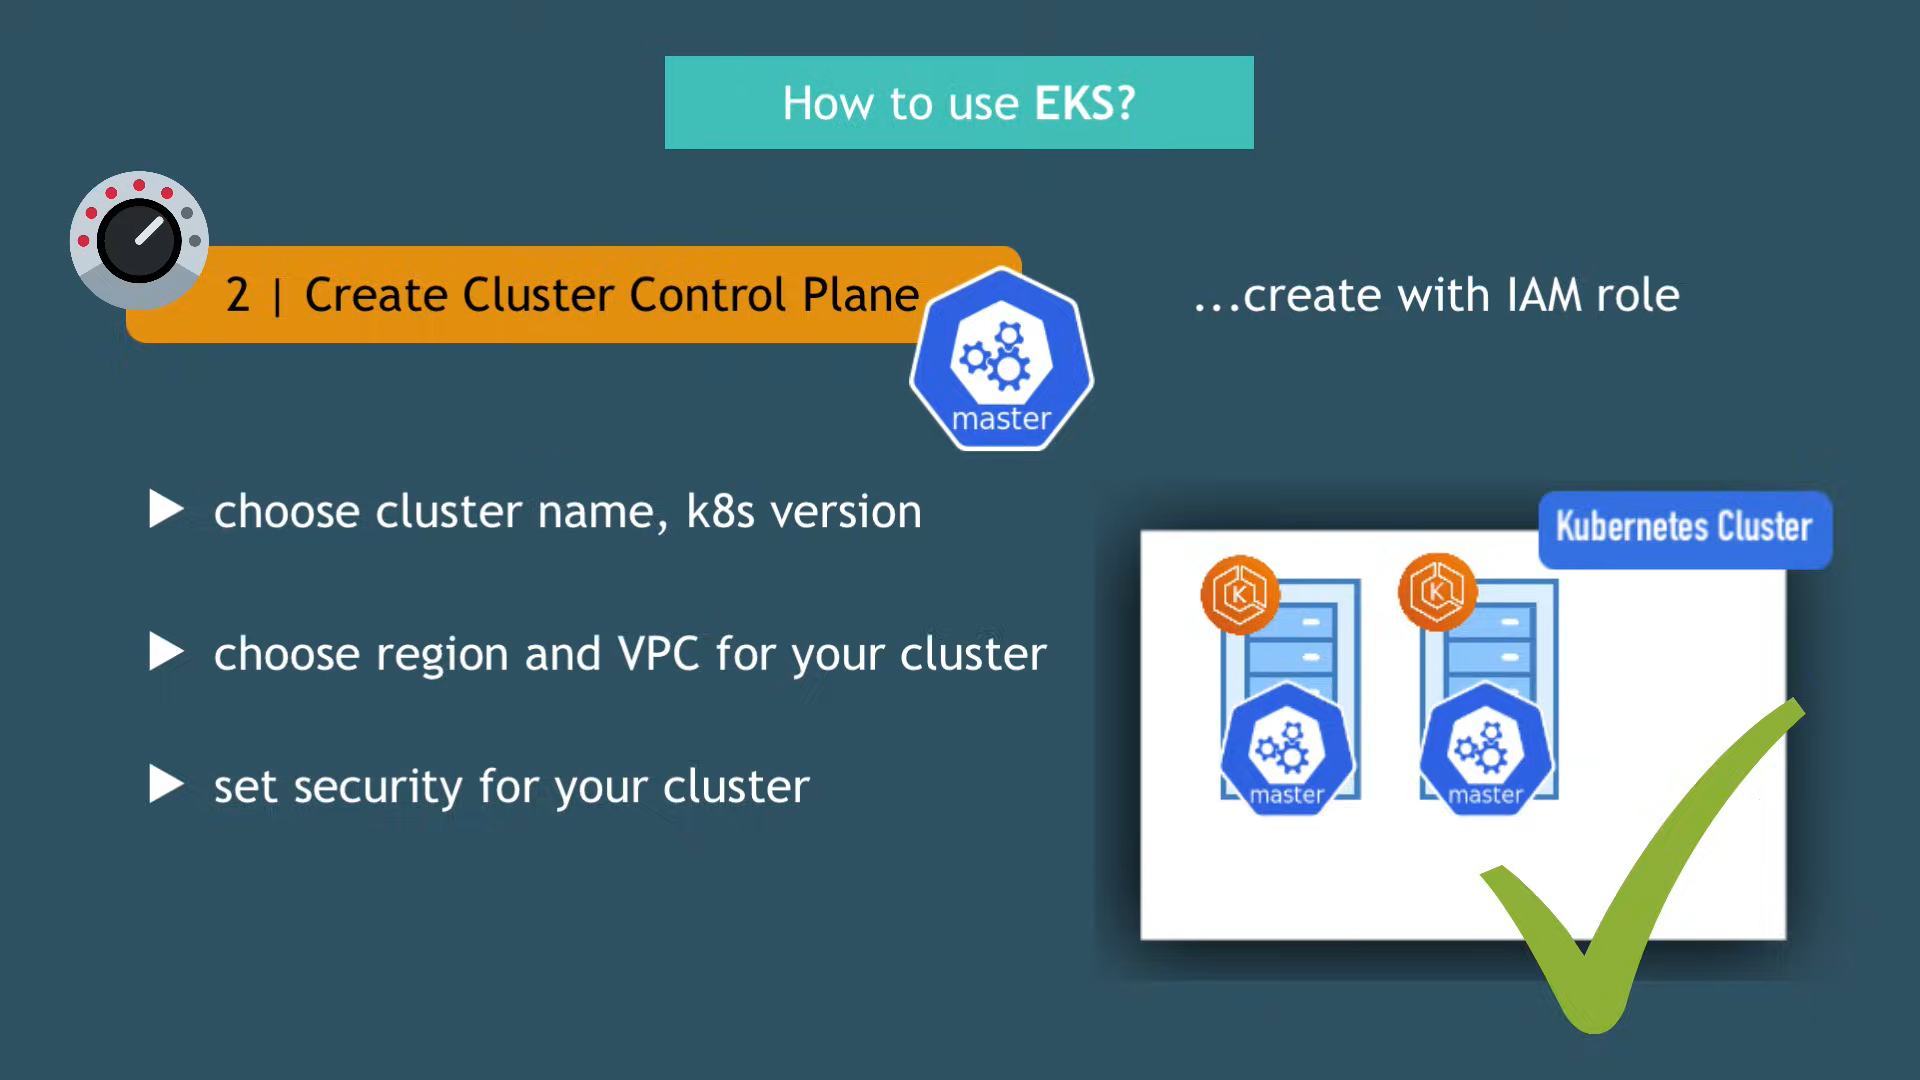 How to use EKS?
2 | Create Cluster Control Plane
...create with IAM role
master
choose cluster name, k8s version
choose region and VPC for your cluster
set security for your cluster
Kubernetes Cluster
K
K
master
master